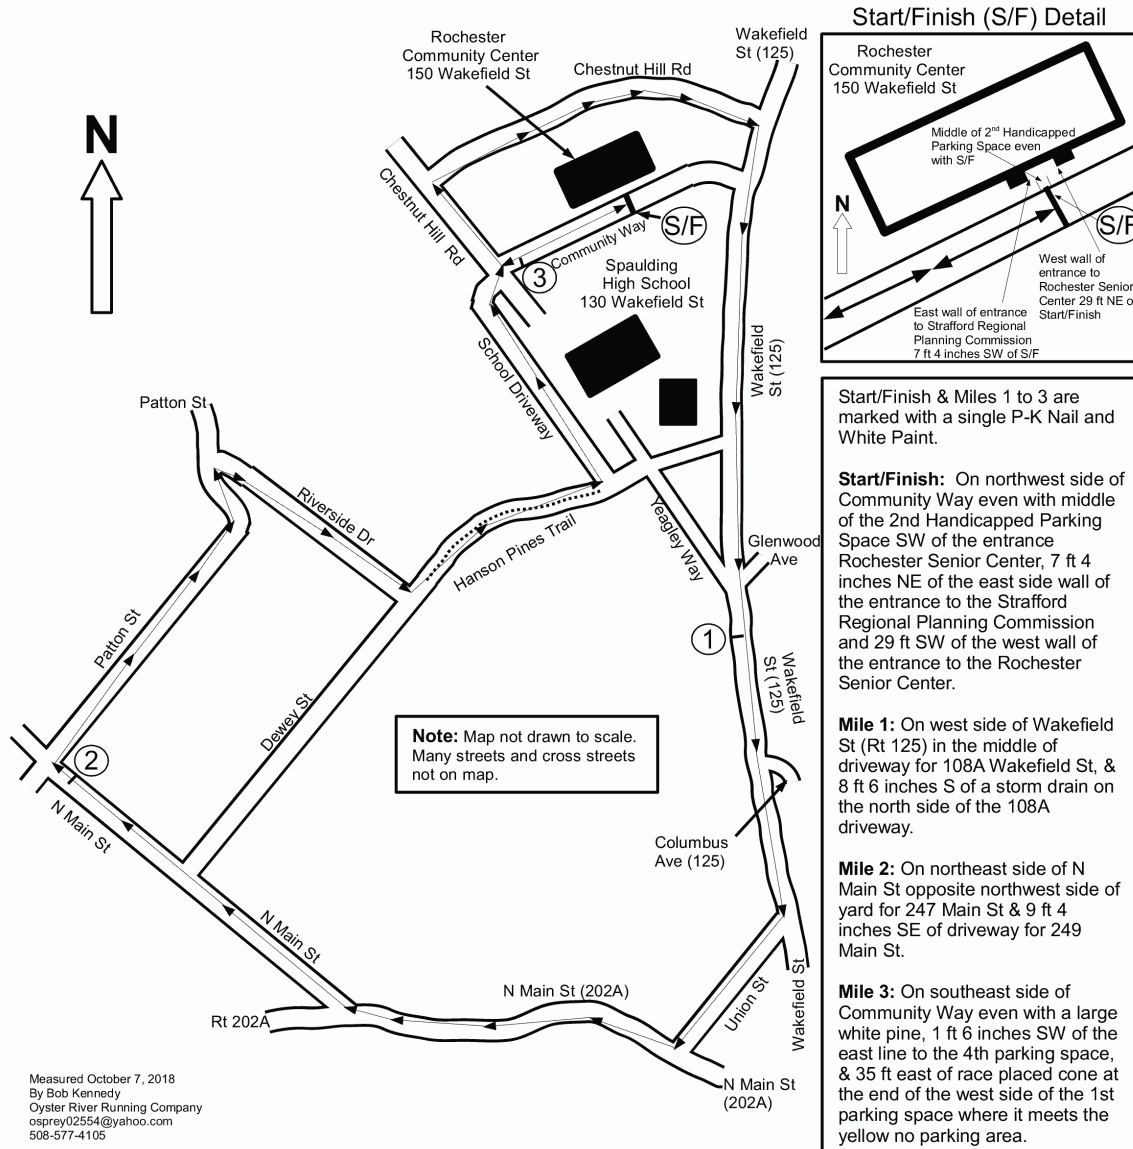 Start/Finish (S/F) Detail
Rochester
Community Center
150 Wakefield St
Wakefield
St (125)
Chestnut Hill Rd
N
Chestnut Hill Rd
S/F
Community Way
3
Spaulding
High School
130 Wakefield St
School Driveway
Wakefield
St (125)
Patton St
Riverside Dr
Hanson Pines Trail
Yeagley Way
Glenwood
Ave
1
Wakefield
St (125)
Patton St
Dewey St
2
Note: Map not drawn to scale.
Many streets and cross streets
not on map.
N Main St
Columbus
Ave (125)
N Main St
N Main St (202A)
Rt 202A
Union St
Wakefield St
N Main St
(202A)
Measured October 7, 2018
By Bob Kennedy
Oyster River Running Company
osprey02554@yahoo.com
508-577-4105
Rochester
Community Center
150 Wakefield St
Middle of 2nd Handicapped
Parking Space even
with S/F
N
S/F
West wall of
entrance to
Rochester Senior
Center 29 ft NE o
Start/Finish
East wall of entrance
to Strafford Regional
Planning Commission
7 ft 4 inches SW of S/F
Start/Finish & Miles 1 to 3 are
marked with a single P-K Nail and
White Paint.
Start/Finish: On northwest side of
Community Way even with middle
of the 2nd Handicapped Parking
Space SW of the entrance
Rochester Senior Center, 7 ft 4
inches NE of the east side wall of
the entrance to the Strafford
Regional Planning Commission
and 29 ft SW of the west wall of
the entrance to the Rochester
Senior Center.
Mile 1: On west side of Wakefield
St (Rt 125) in the middle of
driveway for 108A Wakefield St, &
8 ft 6 inches S of a storm drain on
the north side of the 108A
driveway.
Mile 2: On northeast side of N
Main St opposite northwest side of
yard for 247 Main St & 9 ft 4
inches SE of driveway for 249
Main St.
Mile 3: On southeast side of
Community Way even with a large
white pine, 1 ft 6 inches SW of the
east line to the 4th parking space,
& 35 ft east of race placed cone at
the end of the west side of the 1st
parking space where it meets the
yellow no parking area.